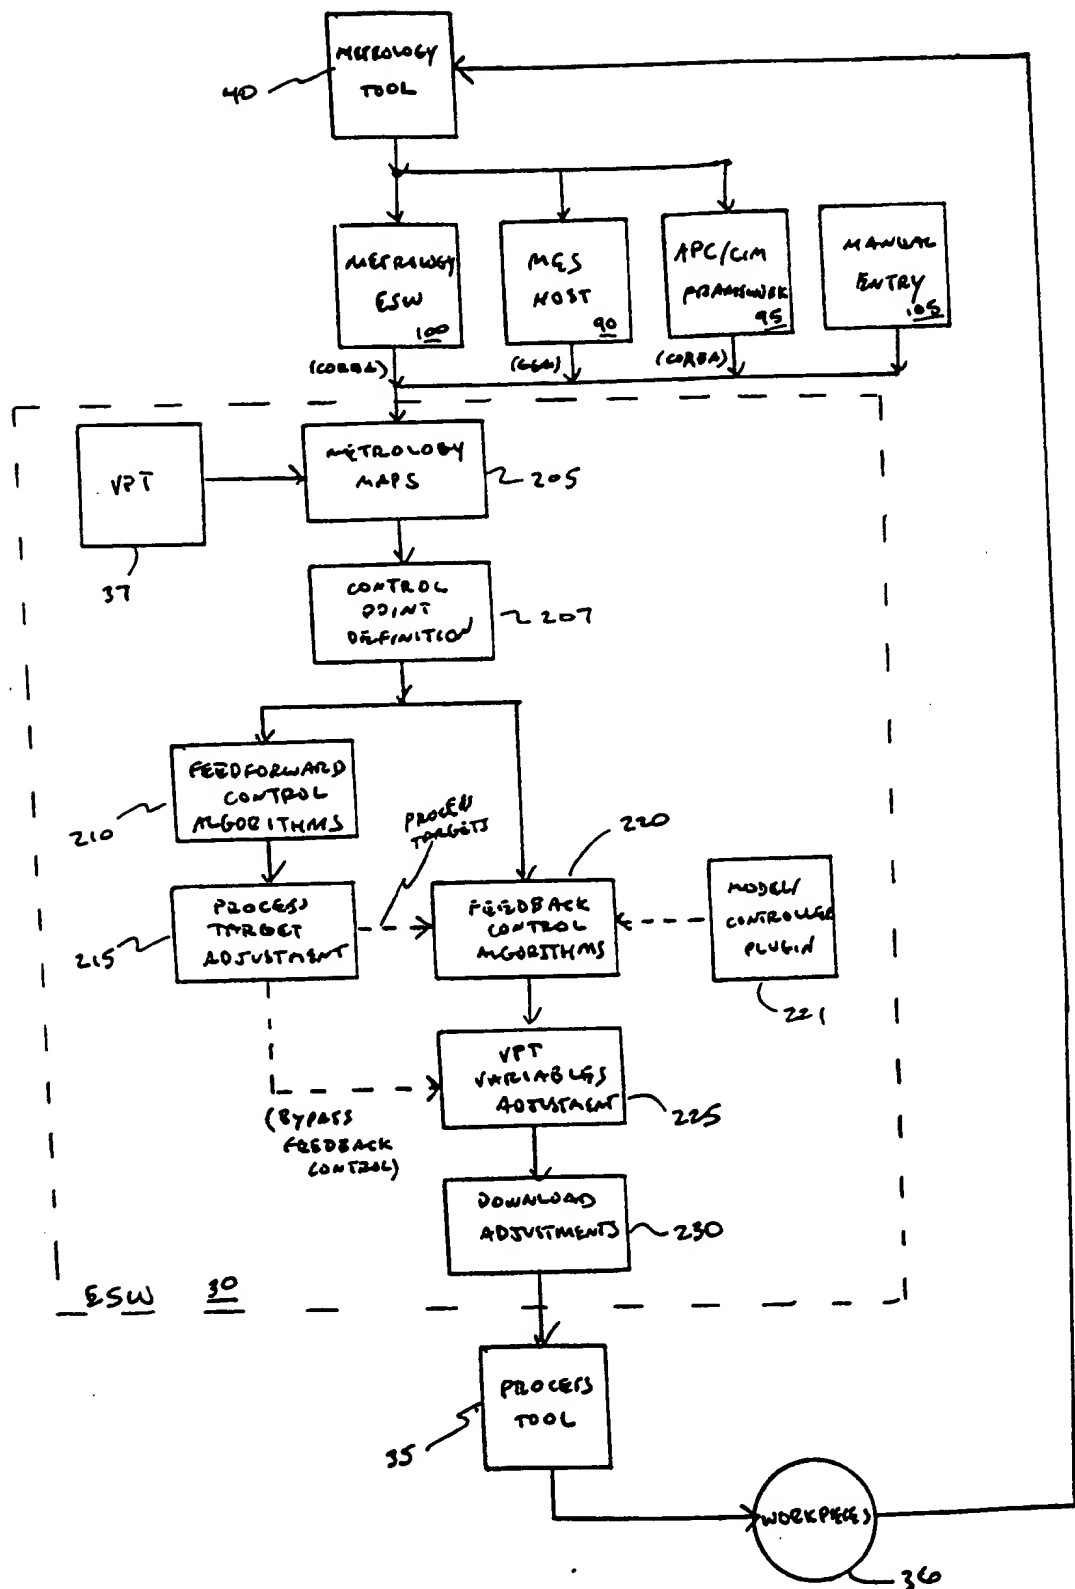 METROLOGY
TOOL
40
METROLOGY
ESW
100
MES
HOST
90
APC/CIM
FRAMEWORK
95
MANUAL
ENTRY
105
(CORBA)
(GEM)
(CORBA)
VPT
37
METROLOGY
MAPS
205
CONTROL
POINT
DEFINITION
207
FEEDFORWARD
CONTROL
ALGORITHMS
210
PROCESS
TARGETS
220
PROCESS
TARGET
ADJUSTMENT
215
FEEDBACK
CONTROL
ALGORITHMS
MODEL/
CONTROLLER
PLUGIN
221
VPT
VARIABLES
ADJUSTMENT
225
(BYPASS
FEEDBACK
CONTROL)
DOWNLOAD
ADJUSTMENTS
230
ESW 30
PROCESS
TOOL
35
WORKPIECES
36